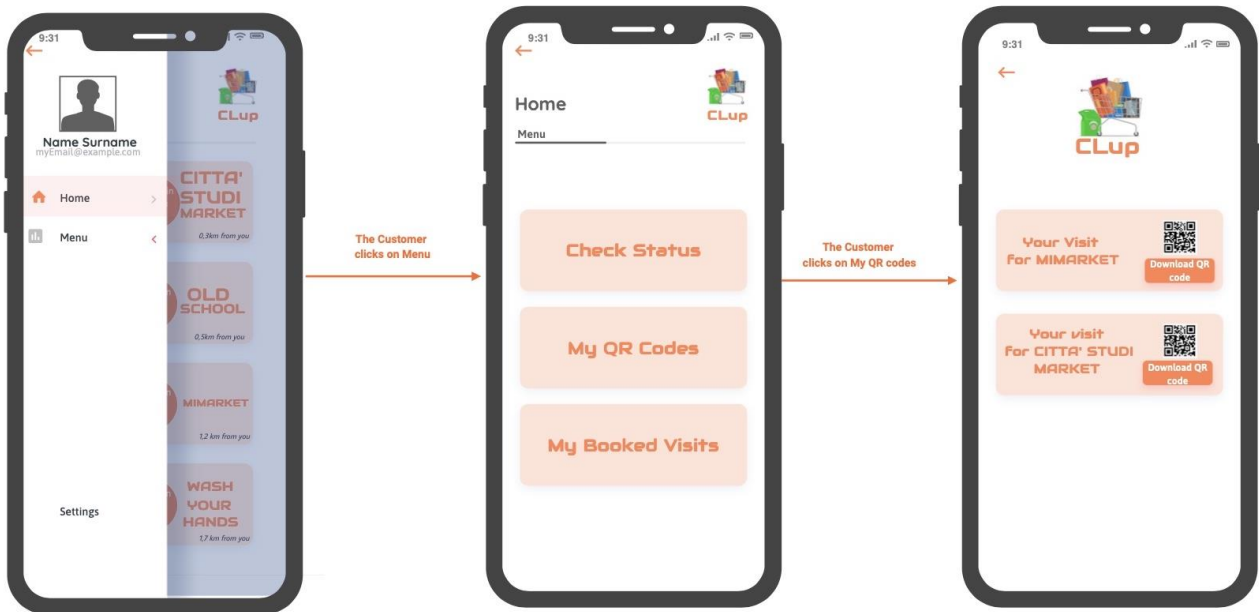 9:31
CLup
Name Surname
myEmail@example.com
Home
Menu
Settings
CITTA'
STUDI
MARKET
0,3km from you
OLD
SCHOOL
0,5km from you
MIMARKET
1,2 km from you
WASH
YOUR
HANDS
1,7 km from you
The Customer
clicks on Menu
9:31
Home
CLup
Menu
Check Status
My QR Codes
My Booked Visits
The Customer
clicks on My QR codes
9:31
CLup
Your Visit
for MIMARKET
Download QR
code
Your visit
for CITTA' STUDI
MARKET
Download QR
code